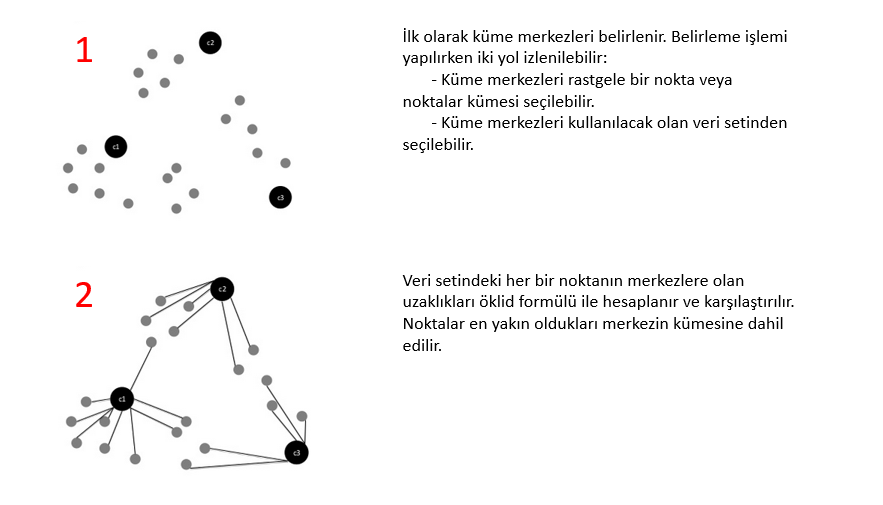 1
c2
c1
c3
İlk olarak küme merkezleri belirlenir. Belirleme işlemi
yapılırken iki yol izlenilebilir:
- Küme merkezleri rastgele bir nokta veya
noktalar kümesi seçilebilir.
- Küme merkezleri kullanılacak olan veri setinden
seçilebilir.
2
c2
c1
c3
Veri setindeki her bir noktanın merkezlere olan
uzaklıkları öklid formülü ile hesaplanır ve karşılaştırılır.
Noktalar en yakın oldukları merkezin kümesine dahil
edilir.